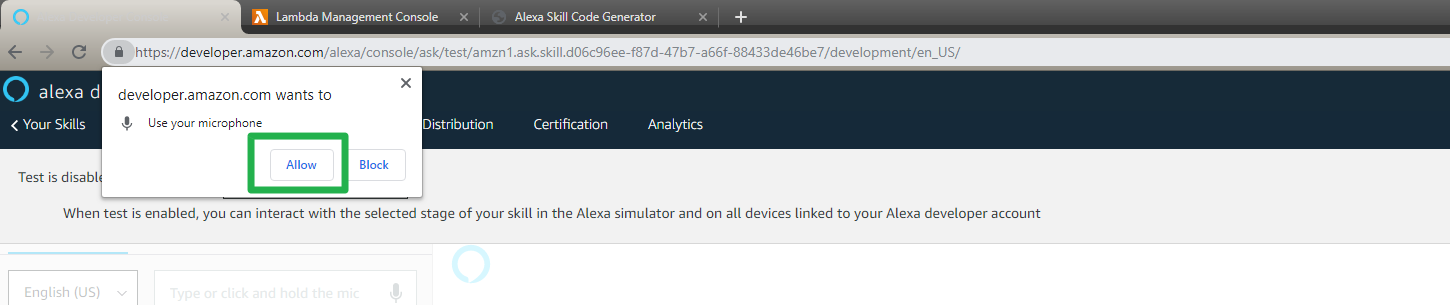 Lambda Management Console
Alexa Skill Code Generator
https://developer.amazon.com/alexa/console/ask/test/amzn1.ask.skill.d06c96ee-f87d-47b7-a66f-88433de46be7/development/en_US/
alexa d
developer.amazon.com wants to
Use your microphone
Allow Block
Your Skills Distribution Certification Analytics
Test is disable
When test is enabled, you can interact with the selected stage of your skill in the Alexa simulator and on all devices linked to your Alexa developer account
English (US) Type or click and hold the mic